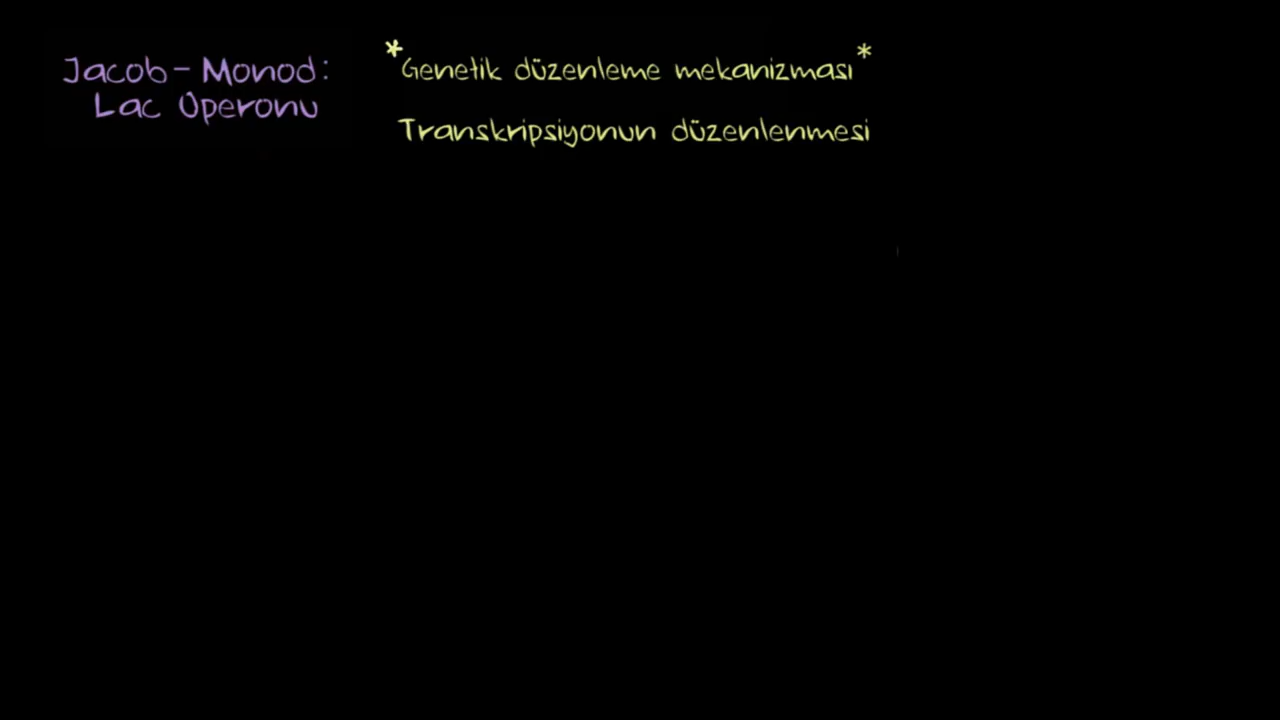 Jacob-Monod:
Lac Operonu
*Genetik düzenleme mekanizması*
Transkripsiyonun düzenlenmesi